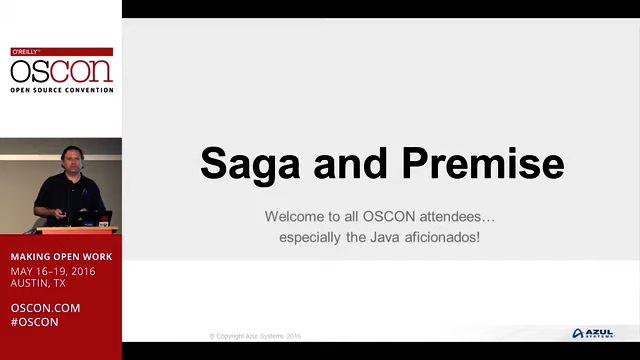 O'REILLY
OSCON
OPEN SOURCE CONVENTION
MAKING OPEN WORK
MAY 16–19, 2016
AUSTIN, TX
OSCON.COM
#OSCON
Saga and Premise
Welcome to all OSCON attendees…
especially the Java aficionados!
© Copyright Azul Systems 2016
AZUL
SYSTEMS